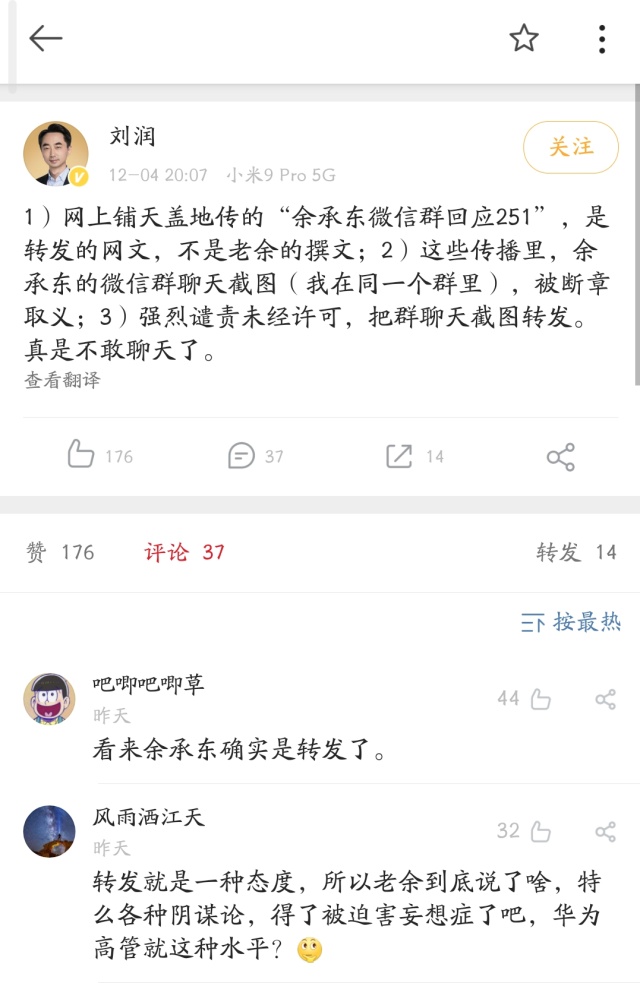 刘润
关注
12-04 20:07 小米9 Pro 5G
1）网上铺天盖地传的“余承东微信群回应251”，是
转发的网文，不是老余的撰文；2）这些传播里，余
承东的微信群聊天截图（我在同一个群里），被断章
取义；3）强烈谴责未经许可，把群聊天截图转发。
真是不敢聊天了。
查看翻译
176 37 14
赞 176 评论 37 转发 14
按最热
吧唧吧唧草
44
昨天
看来余承东确实是转发了。
风雨洒江天
32
昨天
转发就是一种态度，所以老余到底说了啥，特
么各种阴谋论，得了被迫害妄想症了吧，华为
高管就这种水平？